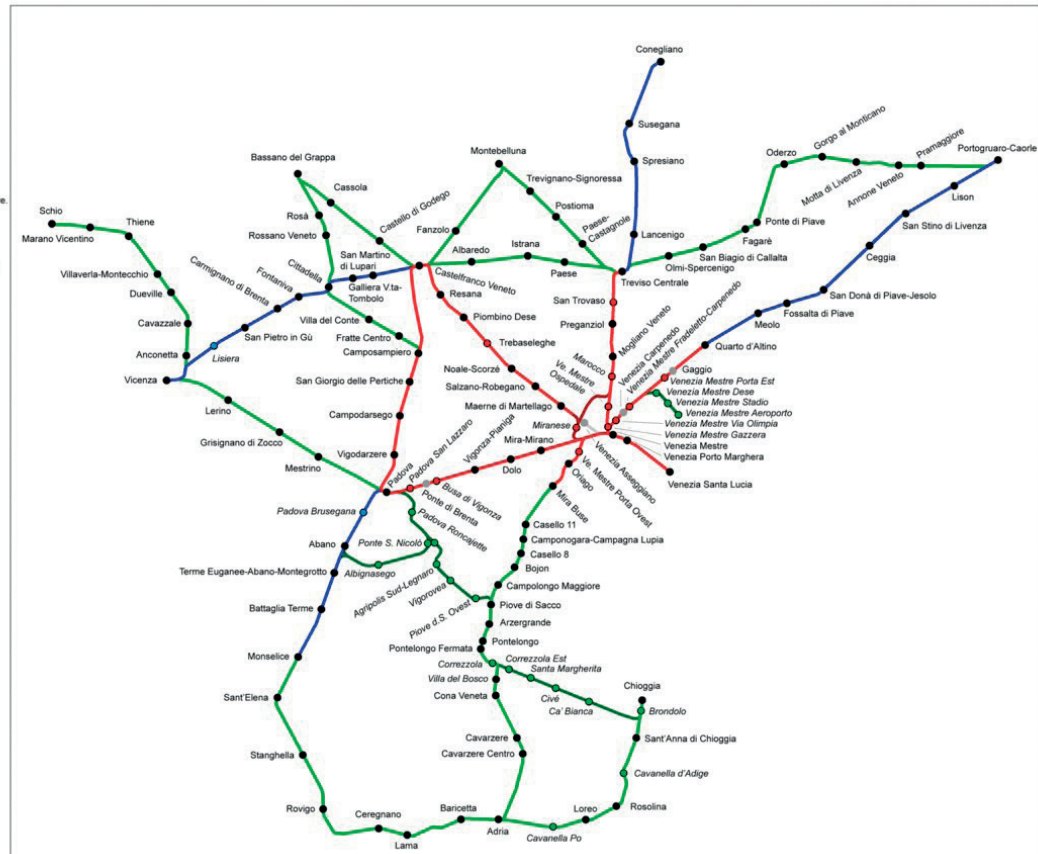 re.
Conegliano
Susegana
Spresiano
Lancenigo
Montebelluna
Trevignano-Signoressa
Postioma
Paese-
Castagnole
Fanzolo
Albaredo
Istrana
Paese
Treviso Centrale
Oderzo
Gorgo al Monticano
Motta di Livenza
Annone Veneto
Pramaggiore
Portogruaro-Caorle
Lison
San Stino di Livenza
Ceggia
San Donà di Piave-Jesolo
Fossalta di Piave
Meolo
Quarto d'Altino
Ponte di Piave
Fagarè
San Biagio di Callalta
Olmi-Spercenigo
Bassano del Grappa
Cassola
Castello di Godego
Rosà
Rossano Veneto
San Martino
di Lupari
Cittadella
Galliera V.ta-
Tombolo
Castelfranco Veneto
Fontaniva
Carmignano di Brenta
San Pietro in Gù
Lisiera
Schio
Marano Vicentino
Thiene
Villaverla-Montecchio
Dueville
Cavazzale
Anconetta
Vicenza
Lerino
Grisignano di Zocco
Mestrino
Villa del Conte
Fratte Centro
Camposampiero
San Giorgio delle Pertiche
Campodarsego
Vigodarzere
Padova
Resana
Piombino Dese
Trebaseleghe
Noale-Scorzé
Salzano-Robegano
Maerne di Martellago
Miranese
San Trovaso
Preganziol
Mogliano Veneto
Marocco
Ve. Mestre
Ospedale
Venezia Carpenedo
Venezia Mestre Fradeletto-Carpenedo
Gaggio
Venezia Mestre Porta Est
Venezia Mestre Dese
Venezia Mestre Stadio
Venezia Mestre Aeroporto
Venezia Mestre Via Olimpia
Venezia Mestre Gazzera
Venezia Mestre
Venezia Porto Marghera
Venezia Santa Lucia
Venezia Asseggiano
Ve. Mestre Porta Ovest
Oriago
Mira Buse
Padova San Lazzaro
Busa di Vigonza
Vigonza-Pianiga
Dolo
Mira-Mirano
Ponte di Brenta
Padova Roncajette
Padova Brusegana
Abano
Ponte S. Nicolò
Albignasego
Terme Euganee-Abano-Montegrotto
Agripolis Sud-Legnaro
Vigorovea
Piove d.S. Ovest
Battaglia Terme
Monselice
Sant'Elena
Stanghella
Rovigo
Ceregnano
Lama
Baricetta
Adria
Casello 11
Camponogara-Campagna Lupia
Casello 8
Bojon
Campolongo Maggiore
Piove di Sacco
Arzergrande
Pontelongo
Pontelongo Fermata
Correzzola
Correzzola Est
Santa Margherita
Villa del Bosco
Cona Veneta
Civé
Ca' Bianca
Chioggia
Brondolo
Sant'Anna di Chioggia
Cavarzere
Cavarzere Centro
Cavanella d'Adige
Rosolina
Loreo
Cavanella Po